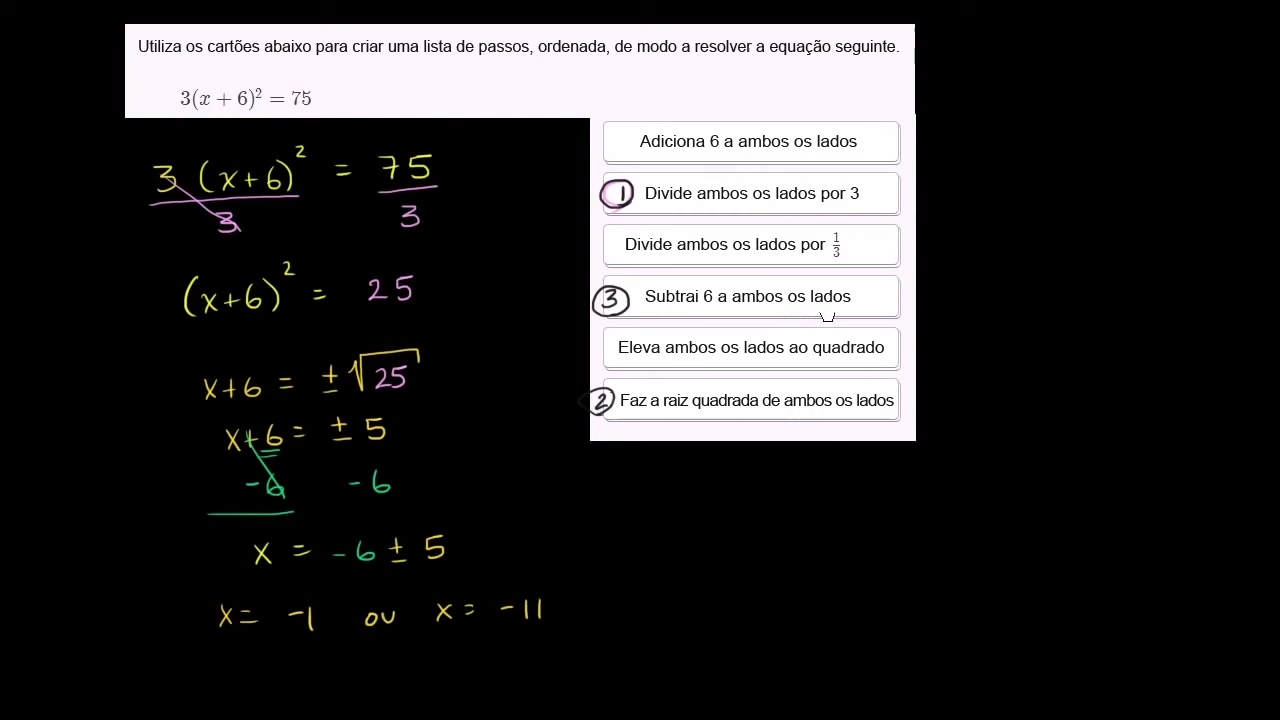 Utiliza os cartões abaixo para criar uma lista de passos, ordenada, de modo a resolver a equação seguinte.
3(x + 6)² = 75
3 (x+6)² = 75
3 3
(x+6)² = 25
x+6 = ±√25
x+6 = ± 5
-6 -6
x = -6 ± 5
x = -1 ou x = -11
Adiciona 6 a ambos os lados
1 Divide ambos os lados por 3
Divide ambos os lados por 1/3
3 Subtrai 6 a ambos os lados
Eleva ambos os lados ao quadrado
2 Faz a raiz quadrada de ambos os lados